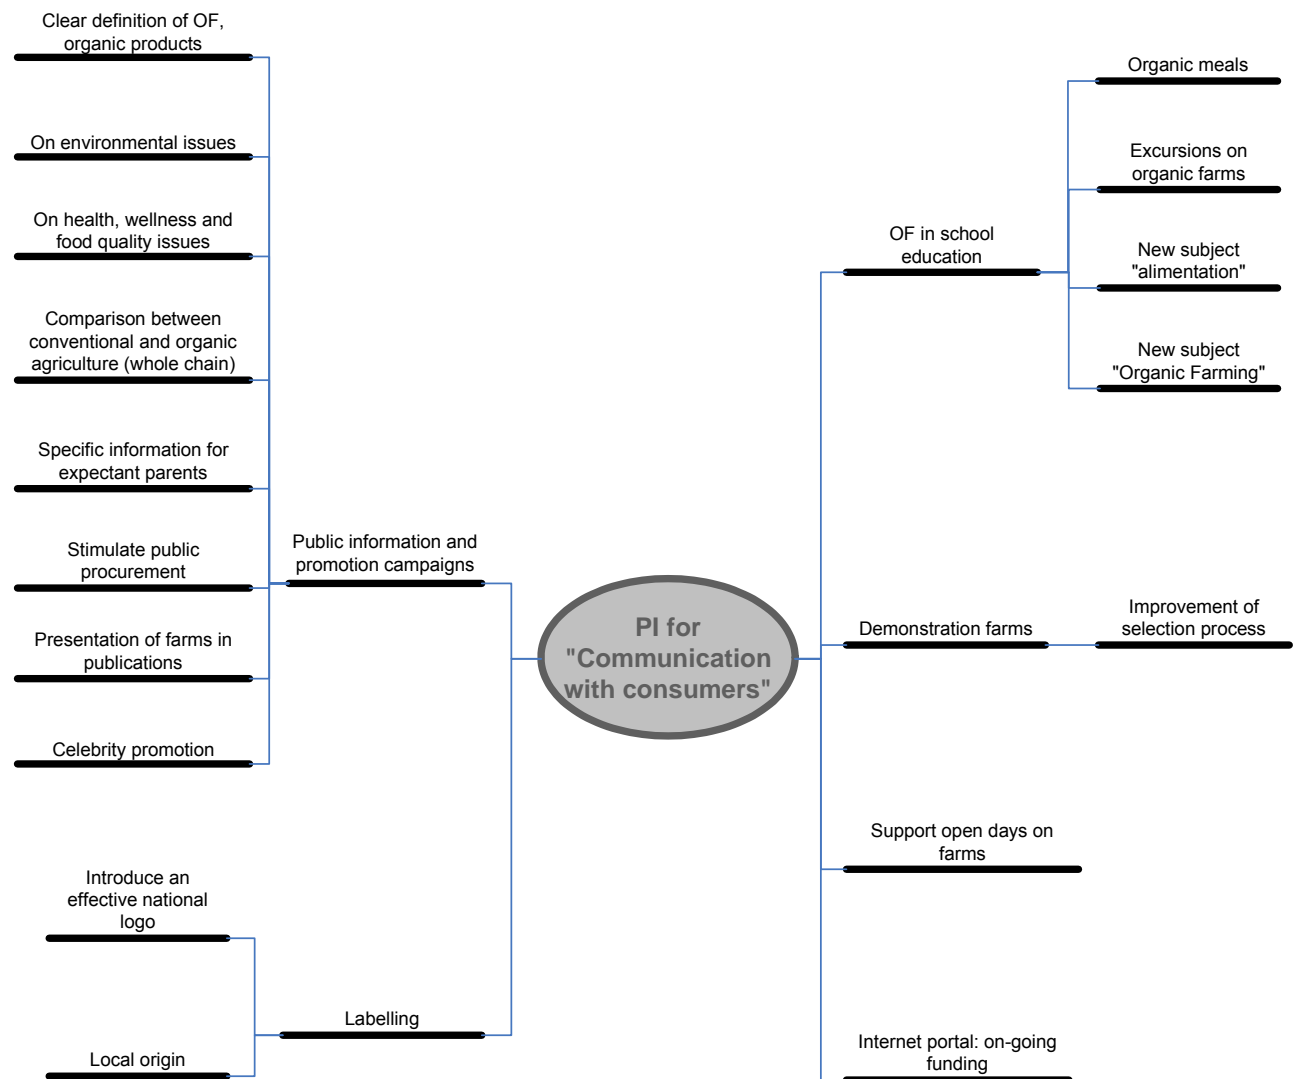 Clear definition of OF,
organic products
On environmental issues
On health, wellness and
food quality issues
Comparison between
conventional and organic
agriculture (whole chain)
Specific information for
expectant parents
Stimulate public
procurement
Presentation of farms in
publications
Celebrity promotion
Public information and
promotion campaigns
Introduce an
effective national
logo
Local origin
Labelling
PI for
"Communication
with consumers"
OF in school
education
Organic meals
Excursions on
organic farms
New subject
"alimentation"
New subject
"Organic Farming"
Demonstration farms
Improvement of
selection process
Support open days on
farms
Internet portal: on-going
funding